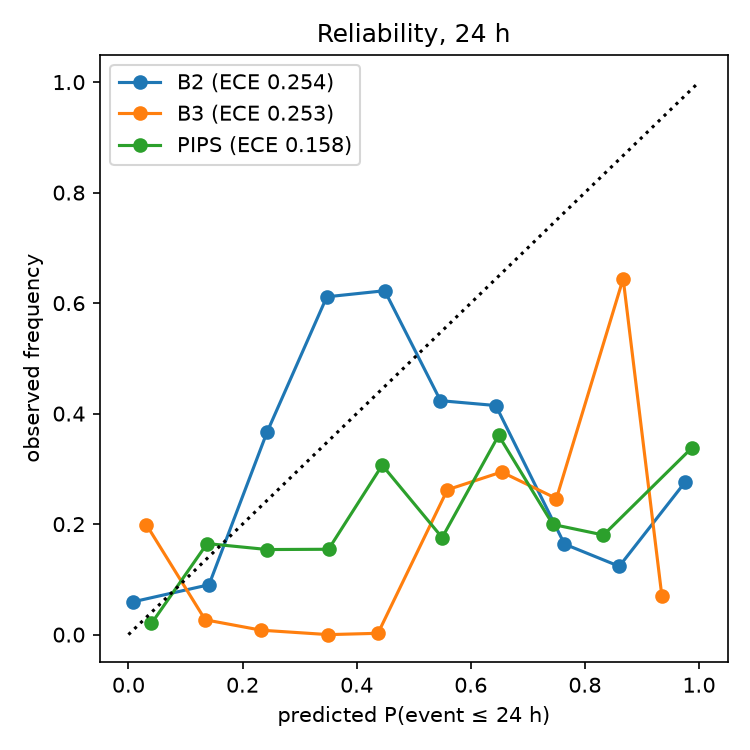 Reliability, 24 h
B2 (ECE 0.254)
B3 (ECE 0.253)
PIPS (ECE 0.158)
observed frequency
1.0
0.8
0.6
0.4
0.2
0.0
0.0 0.2 0.4 0.6 0.8 1.0
predicted P(event ≤ 24 h)